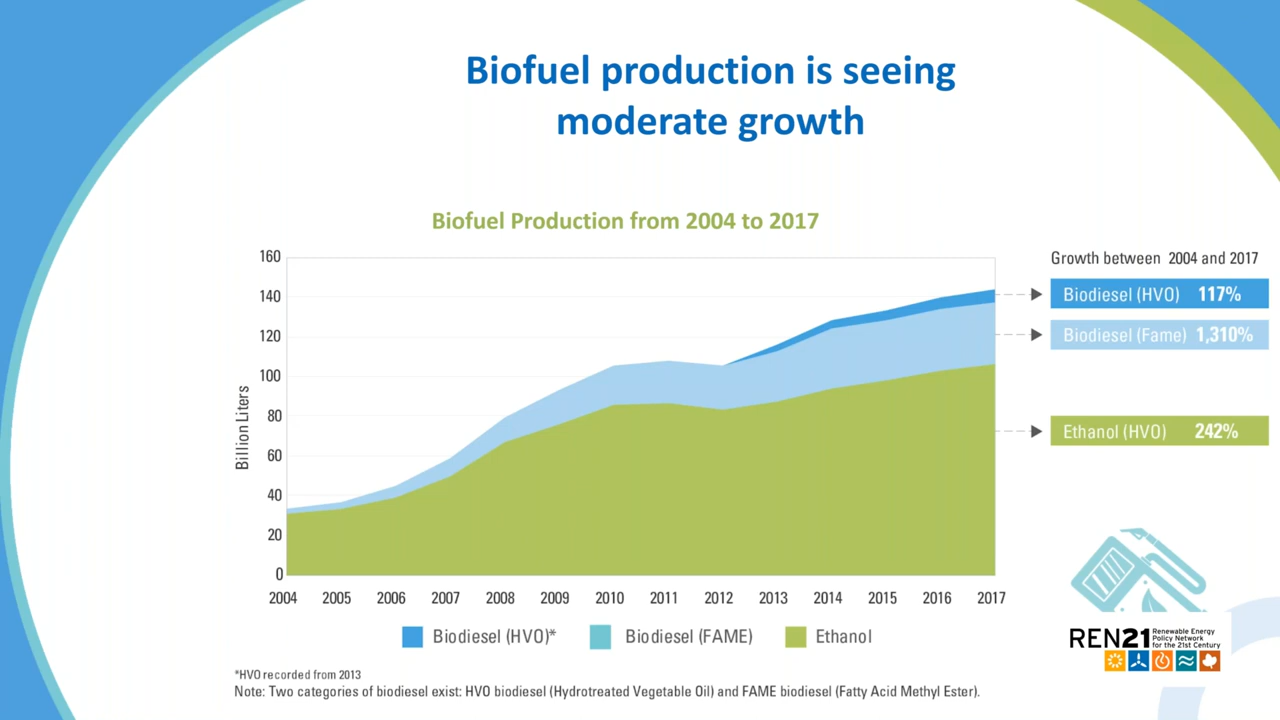 Biofuel production is seeing
moderate growth
Biofuel Production from 2004 to 2017
Billion Liters
160
140
120
100
80
60
40
20
0
2004 2005 2006 2007 2008 2009 2010 2011 2012 2013 2014 2015 2016 2017
Growth between 2004 and 2017
Biodiesel (HVO) 117%
Biodiesel (Fame) 1,310%
Ethanol (HVO) 242%
Biodiesel (HVO)* Biodiesel (FAME) Ethanol
*HVO recorded from 2013
Note: Two categories of biodiesel exist: HVO biodiesel (Hydrotreated Vegetable Oil) and FAME biodiesel (Fatty Acid Methyl Ester).
REN21
Renewable Energy
Policy Network
for the 21st Century